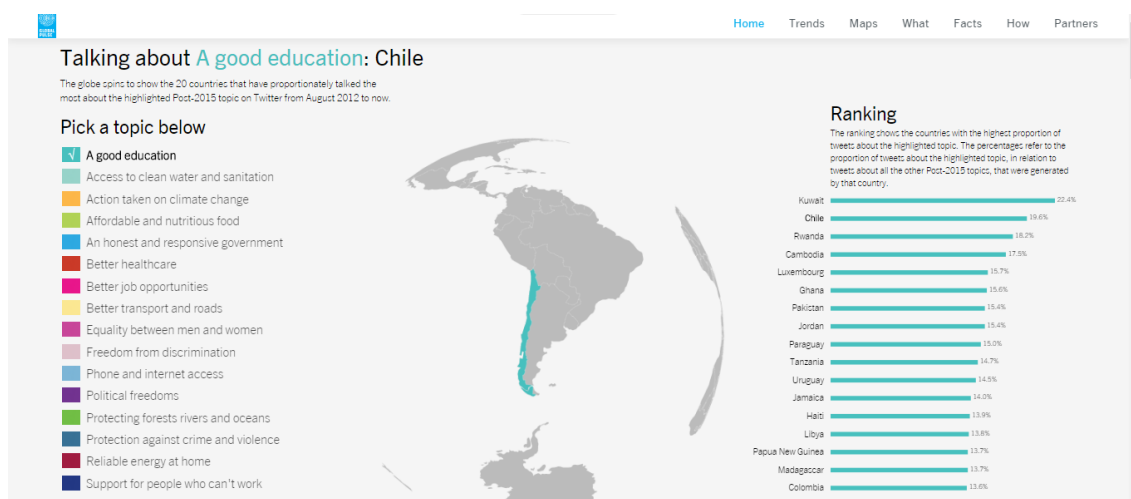 GLOBAL
PULSE
Home Trends Maps What Facts How Partners
Talking about A good education: Chile
The globe spins to show the 20 countries that have proportionately talked the
most about the highlighted Post-2015 topic on Twitter from August 2012 to now.
Pick a topic below
√ A good education
Access to clean water and sanitation
Action taken on climate change
Affordable and nutritious food
An honest and responsive government
Better healthcare
Better job opportunities
Better transport and roads
Equality between men and women
Freedom from discrimination
Phone and internet access
Political freedoms
Protecting forests rivers and oceans
Protection against crime and violence
Reliable energy at home
Support for people who can't work
Ranking
The ranking shows the countries with the highest proportion of
tweets about the highlighted topic. The percentages refer to the
proportion of tweets about the highlighted topic, in relation to
tweets about all the other Post-2015 topics, that were generated
by that country.
Kuwait 22.4%
Chile 19.6%
Rwanda 18.2%
Cambodia 17.5%
Luxembourg 15.7%
Ghana 15.6%
Pakistan 15.4%
Jordan 15.4%
Paraguay 15.0%
Tanzania 14.7%
Uruguay 14.5%
Jamaica 14.0%
Haiti 13.9%
Libya 13.8%
Papua New Guinea 13.7%
Madagascar 13.7%
Colombia 13.6%